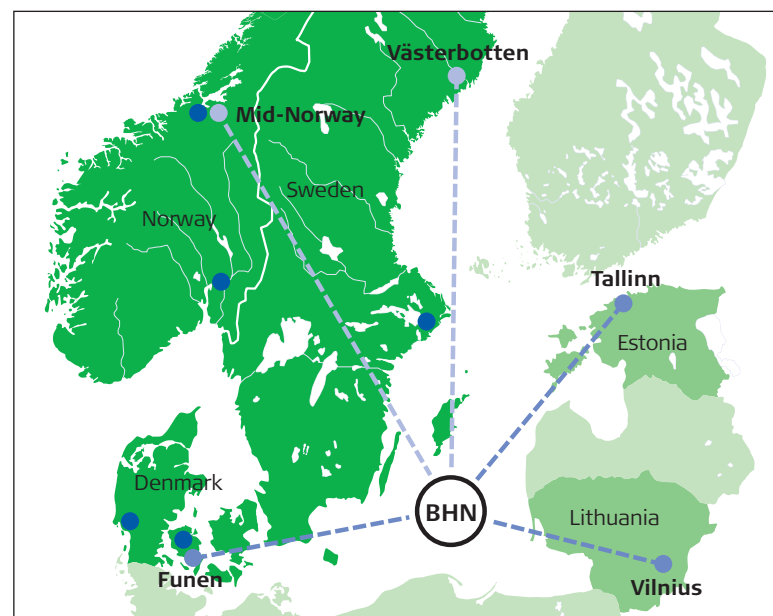 Västerbotten
Mid-Norway
Sweden
Norway
Tallinn
Estonia
Denmark
BHN
Lithuania
Funen
Vilnius